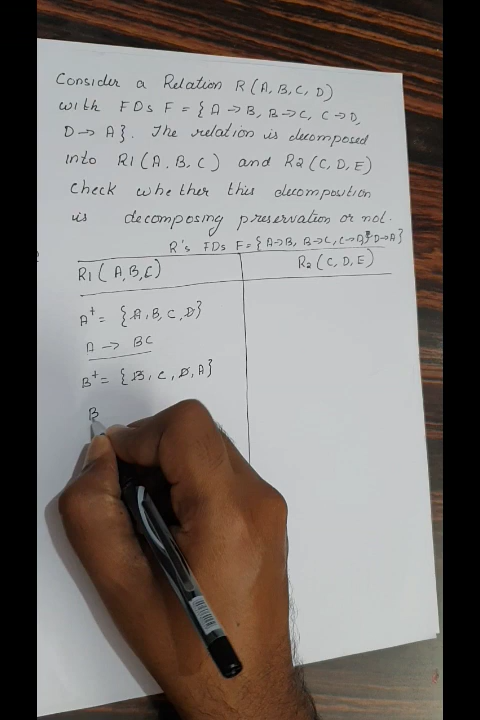 Consider a Relation R (A, B, C, D)
with FDs F = { A → B, B → C, C → D,
D → A}. The relation is decomposed
into R1 (A, B, C) and R2 (C, D, E)
Check whether this decomposition
is decomposing preservation or not.
R's FDs F = {A→B, B→C, C→D, D→A}
R1 (A, B, C)
R2 (C, D, E)
A+ = {A, B, C, D}
A → BC
B+ = {B, C, D, A}
B